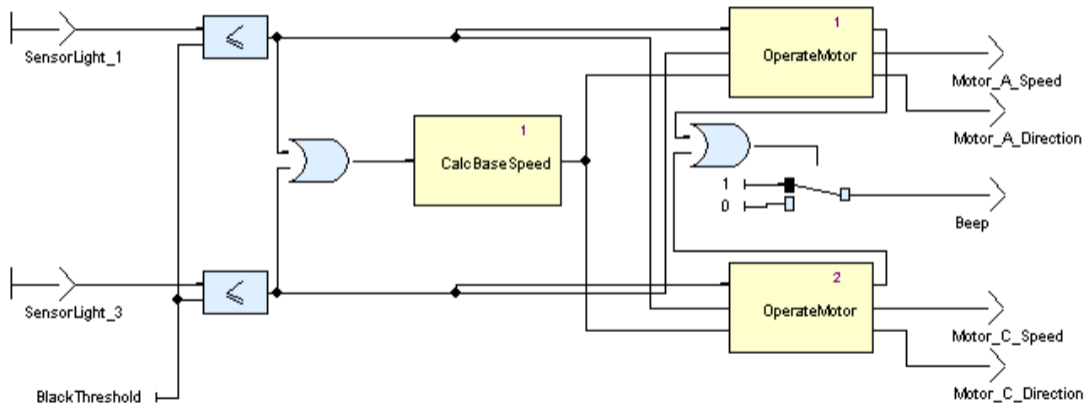 1
OperateMotor
SensorLight_1
Motor_A_Speed
Motor_A_Direction
1
CalcBaseSpeed
1
0
Beep
2
OperateMotor
SensorLight_3
Motor_C_Speed
BlackThreshold
Motor_C_Direction